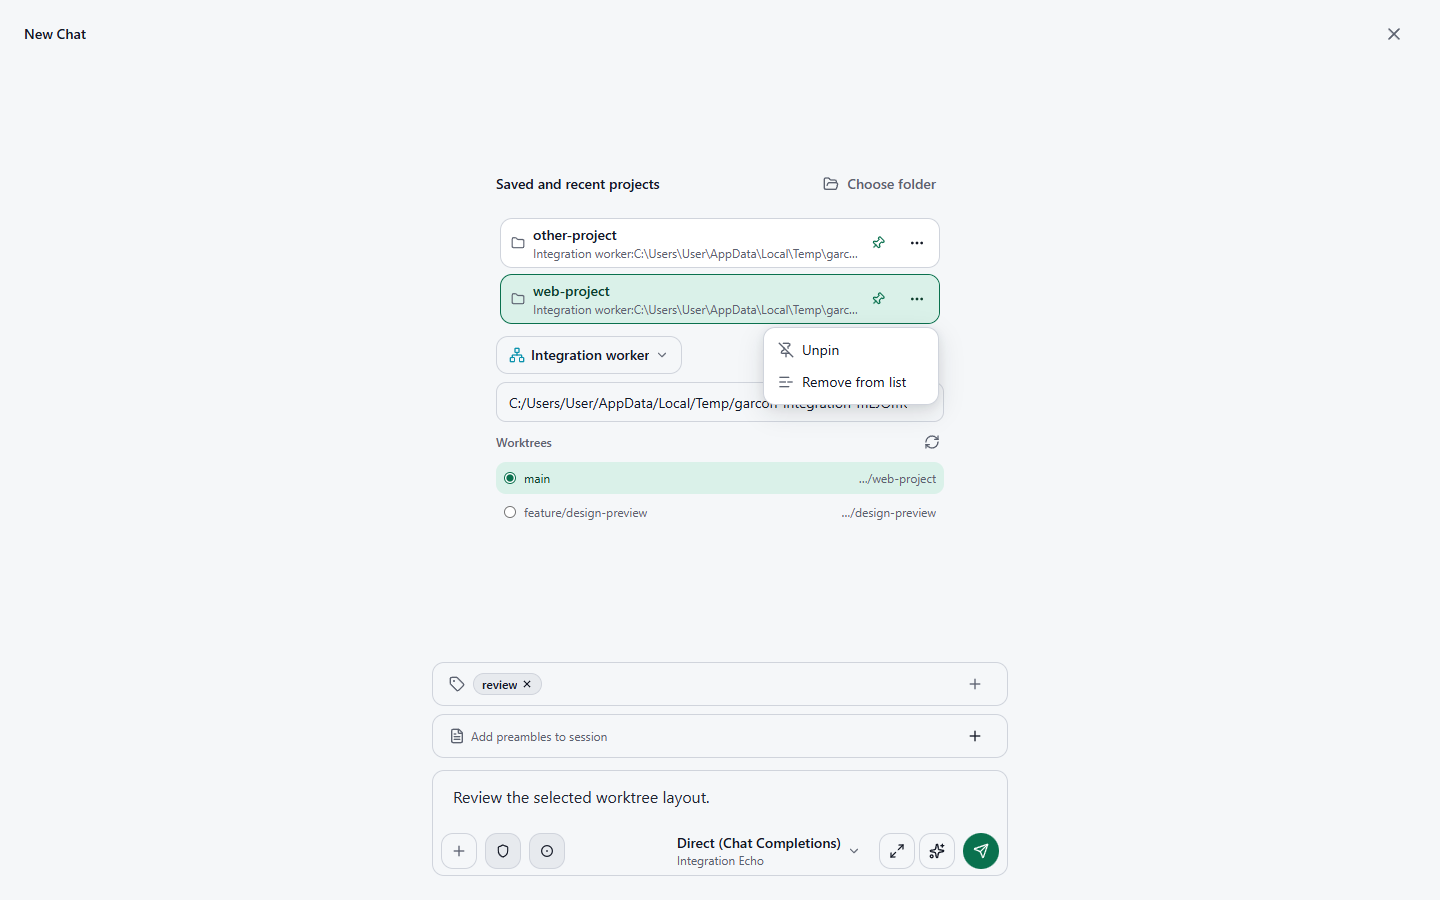 New Chat
Saved and recent projects
Choose folder
other-project
Integration worker:C:\Users\User\AppData\Local\Temp\garc...
web-project
Integration worker:C:\Users\User\AppData\Local\Temp\garc...
Integration worker
Unpin
Remove from list
C:/Users/User/AppData/Local/Temp/garcon-integration-
Worktrees
main
.../web-project
feature/design-preview
.../design-preview
review
Add preambles to session
Review the selected worktree layout.
Direct (Chat Completions)
Integration Echo